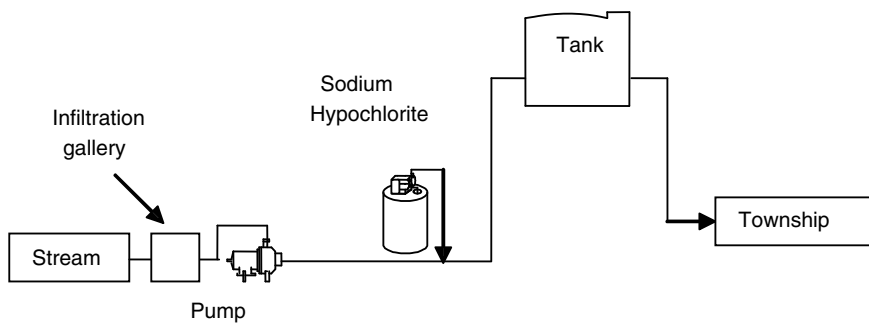 Tank
Sodium
Hypochlorite
Infiltration
gallery
Township
Stream
Pump